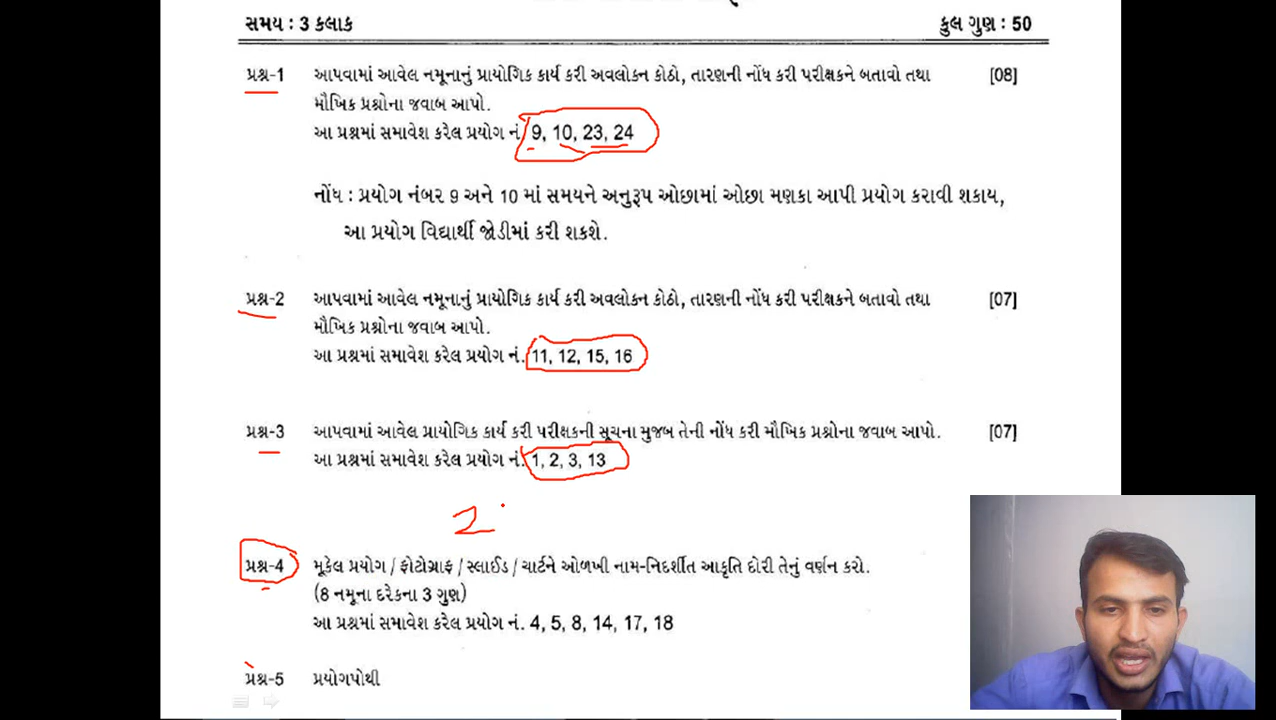 સમય : 3 કલાક કુલ ગુણ : 50
પ્રશ્ન-1 આપવામાં આવેલ નમૂનાનું પ્રાયોગિક કાર્ય કરી અવલોકન કોઠો, તારણની નોંધ કરી પરીક્ષકને બતાવો તથા [08]
મૌખિક પ્રશ્નોના જવાબ આપો.
આ પ્રશ્નમાં સમાવેશ કરેલ પ્રયોગ નં. 9, 10, 23, 24
નોંધ : પ્રયોગ નંબર 9 અને 10 માં સમયને અનુરૂપ ઓછામાં ઓછા મણકા આપી પ્રયોગ કરાવી શકાય,
આ પ્રયોગ વિદ્યાર્થી જોડીમાં કરી શકશે.
પ્રશ્ન-2 આપવામાં આવેલ નમૂનાનું પ્રાયોગિક કાર્ય કરી અવલોકન કોઠો, તારણની નોંધ કરી પરીક્ષકને બતાવો તથા [07]
મૌખિક પ્રશ્નોના જવાબ આપો.
આ પ્રશ્નમાં સમાવેશ કરેલ પ્રયોગ નં. 11, 12, 15, 16
પ્રશ્ન-3 આપવામાં આવેલ પ્રાયોગિક કાર્ય કરી પરીક્ષકની સૂચના મુજબ તેની નોંધ કરી મૌખિક પ્રશ્નોના જવાબ આપો. [07]
આ પ્રશ્નમાં સમાવેશ કરેલ પ્રયોગ નં. 1, 2, 3, 13
2
પ્રશ્ન-4 મૂકેલ પ્રયોગ / ફોટોગ્રાફ / સ્લાઈડ / ચાર્ટને ઓળખી નામ-નિદર્શીત આકૃતિ દોરી તેનું વર્ણન કરો.
(8 નમૂના દરેકના 3 ગુણ)
આ પ્રશ્નમાં સમાવેશ કરેલ પ્રયોગ નં. 4, 5, 8, 14, 17, 18
પ્રશ્ન-5 પ્રયોગપોથી